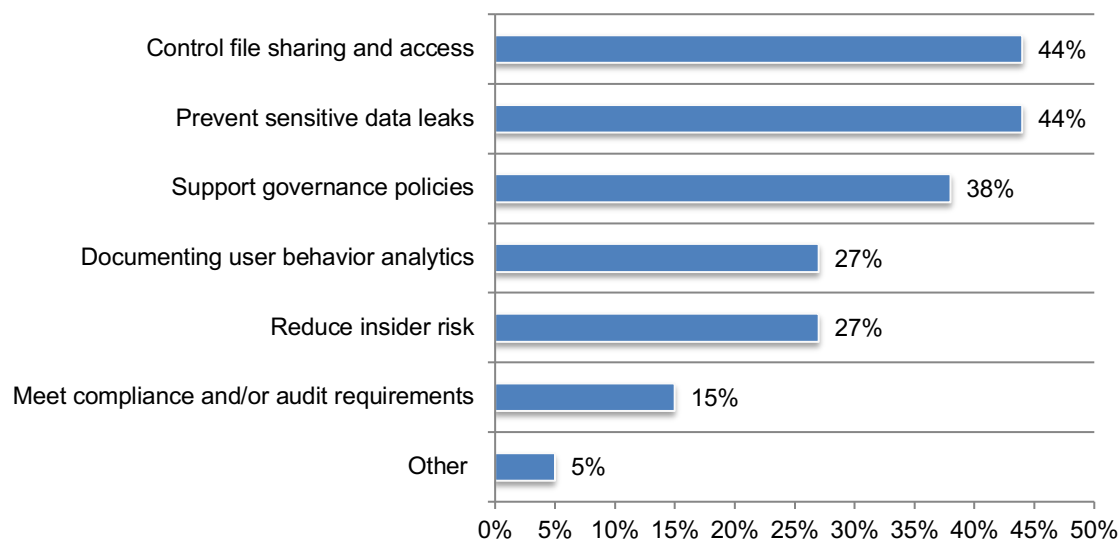 Control file sharing and access 44%
Prevent sensitive data leaks 44%
Support governance policies 38%
Documenting user behavior analytics 27%
Reduce insider risk 27%
Meet compliance and/or audit requirements 15%
Other 5%
0% 5% 10% 15% 20% 25% 30% 35% 40% 45% 50%